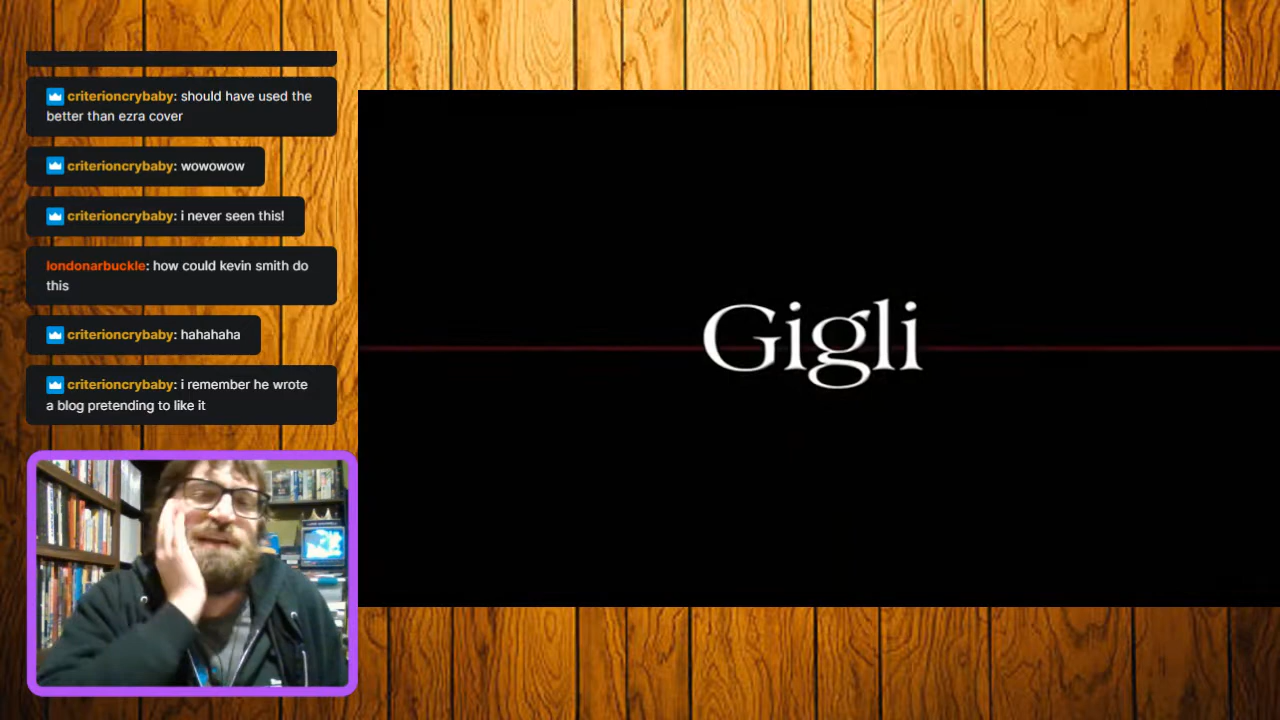 criterioncrybaby: should have used the
better than ezra cover
criterioncrybaby: wowowow
criterioncrybaby: i never seen this!
londonarbuckle: how could kevin smith do
this
criterioncrybaby: hahahaha
criterioncrybaby: i remember he wrote
a blog pretending to like it
Gigli